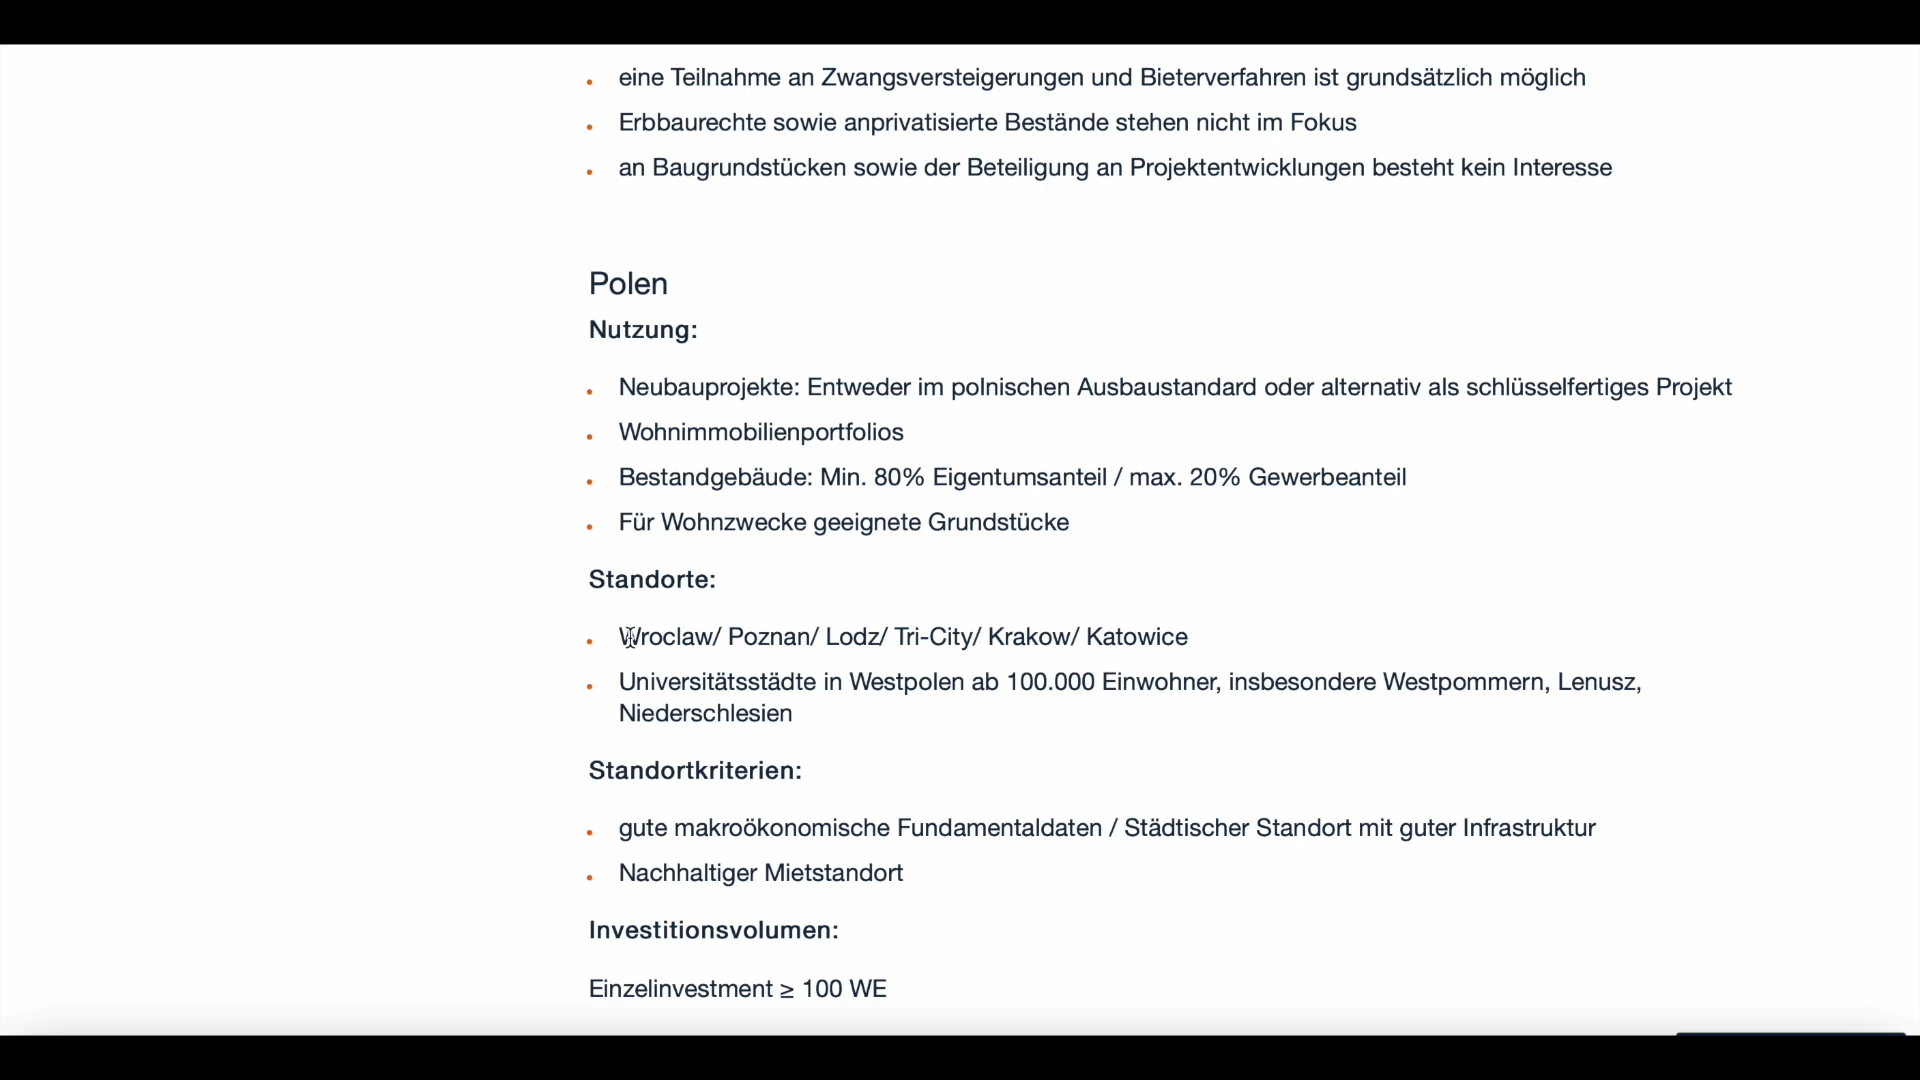 eine Teilnahme an Zwangsversteigerungen und Bieterverfahren ist grundsätzlich möglich
Erbbaurechte sowie anprivatisierte Bestände stehen nicht im Fokus
an Baugrundstücken sowie der Beteiligung an Projektentwicklungen besteht kein Interesse
Polen
Nutzung:
Neubauprojekte: Entweder im polnischen Ausbaustandard oder alternativ als schlüsselfertiges Projekt
Wohnimmobilienportfolios
Bestandgebäude: Min. 80% Eigentumsanteil / max. 20% Gewerbeanteil
Für Wohnzwecke geeignete Grundstücke
Standorte:
Wroclaw/ Poznan/ Lodz/ Tri-City/ Krakow/ Katowice
Universitätsstädte in Westpolen ab 100.000 Einwohner, insbesondere Westpommern, Lenusz,
Niederschlesien
Standortkriterien:
gute makroökonomische Fundamentaldaten / Städtischer Standort mit guter Infrastruktur
Nachhaltiger Mietstandort
Investitionsvolumen:
Einzelinvestment ≥ 100 WE